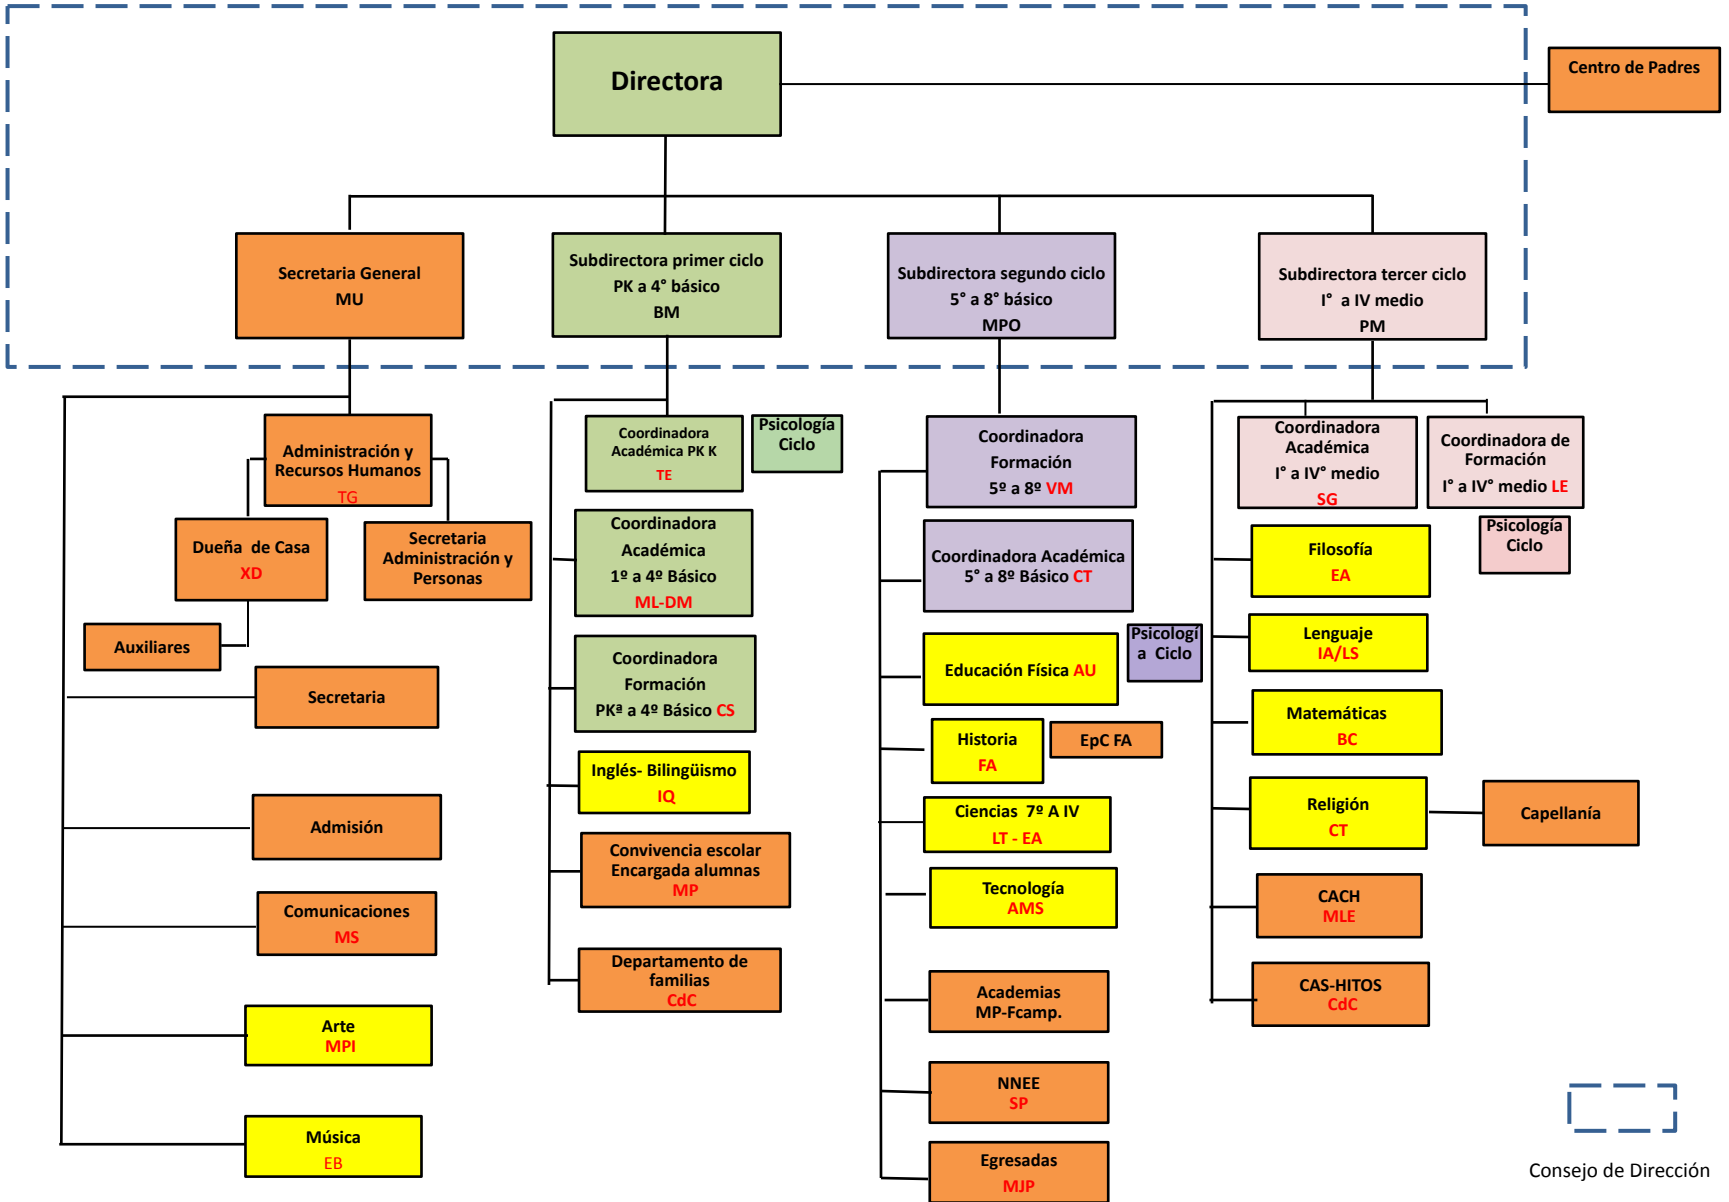 Directora
Centro de Padres
Secretaria General
MU
Subdirectora primer ciclo
PK a 4° básico
BM
Subdirectora segundo ciclo
5° a 8° básico
MPO
Subdirectora tercer ciclo
I° a IV medio
PM
Administración y
Recursos Humanos
TG
Dueña de Casa
XD
Secretaria
Administración y
Personas
Auxiliares
Secretaria
Admisión
Comunicaciones
MS
Arte
MPI
Música
EB
Coordinadora
Académica PK K
TE
Psicología
Ciclo
Coordinadora
Académica
1º a 4º Básico
ML-DM
Coordinadora
Formación
PKª a 4º Básico CS
Inglés- Bilingüismo
IQ
Convivencia escolar
Encargada alumnas
MP
Departamento de
familias
CdC
Coordinadora
Formación
5º a 8º VM
Coordinadora Académica
5° a 8º Básico CT
Psicologí
a Ciclo
Educación Física AU
Historia
FA
EpC FA
Ciencias 7º A IV
LT - EA
Tecnología
AMS
Academias
MP-Fcamp.
NNEE
SP
Egresadas
MJP
Coordinadora
Académica
I° a IV° medio
SG
Coordinadora de
Formación
I° a IV° medio LE
Psicología
Ciclo
Filosofía
EA
Lenguaje
IA/LS
Matemáticas
BC
Religión
CT
Capellanía
CACH
MLE
CAS-HITOS
CdC
Consejo de Dirección